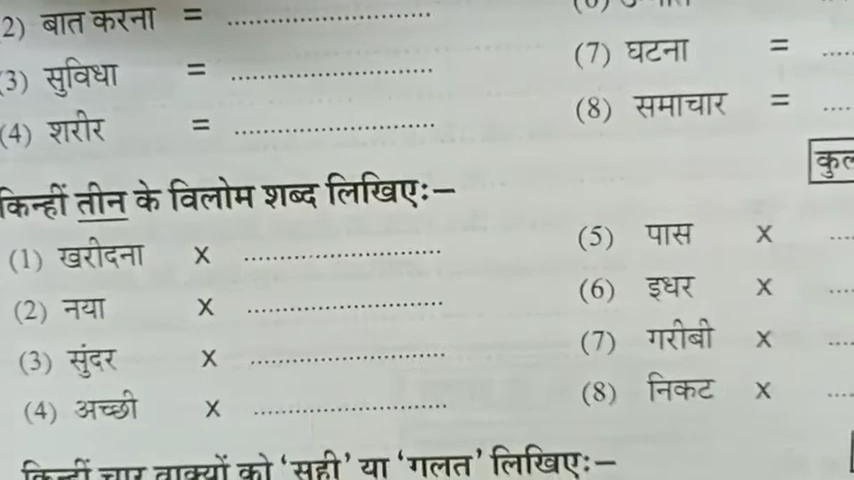 2) बात करना = ..............................
(7) घटना = ....
(3) सुविधा = ..............................
(8) समाचार = ....
(4) शरीर = ..............................
किन्हीं तीन के विलोम शब्द लिखिएः–
(1) खरीदना x ..............................
(5) पास x ....
(2) नया x ..............................
(6) इधर x ....
(3) सुंदर x ..............................
(7) गरीबी x ....
(4) अच्छी x ..............................
(8) निकट x ....
किन्हीं चार वाक्यों को ‘सही’ या ‘गलत’ लिखिएः–